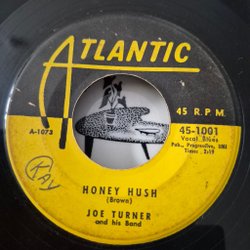 ATLANTIC
45 R.P.M.
A-1073
45-1001
Vocal, Blues
Pub., Progressive, BMI
Time: 2:19
RAY
HONEY HUSH
(Brown)
JOE TURNER
and his Band